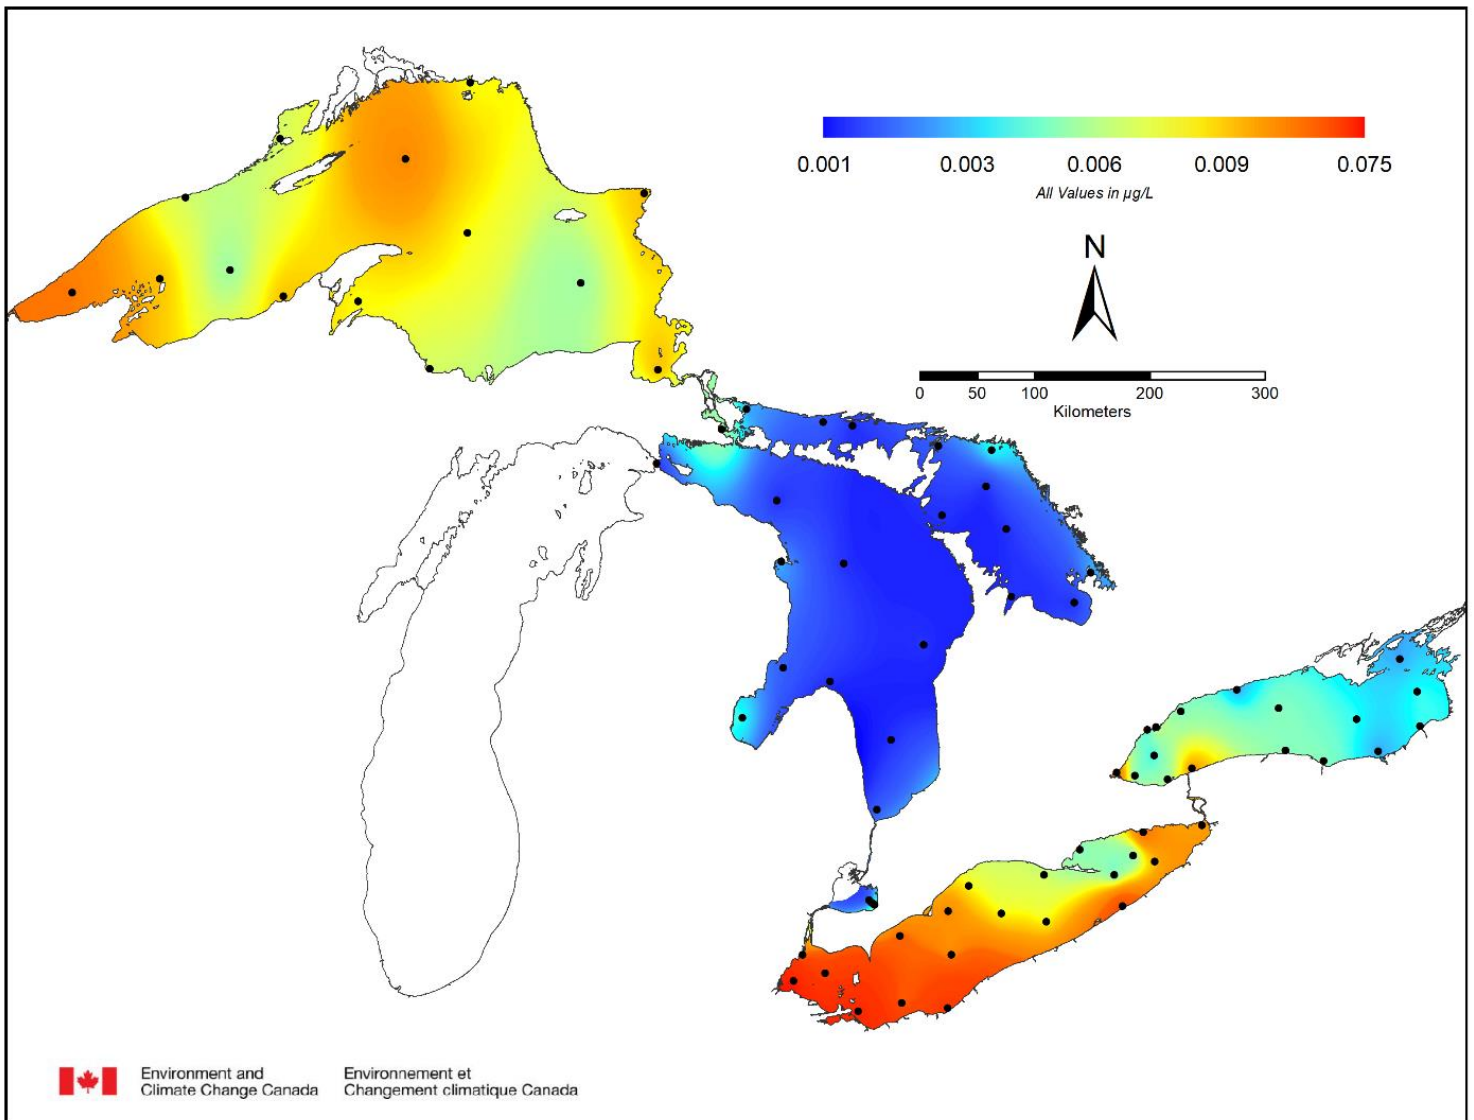 0.001 0.003 0.006 0.009 0.075
All Values in µg/L
N
0 50 100 200 300
Kilometers
Environment and Environnement et
Climate Change Canada Changement climatique Canada